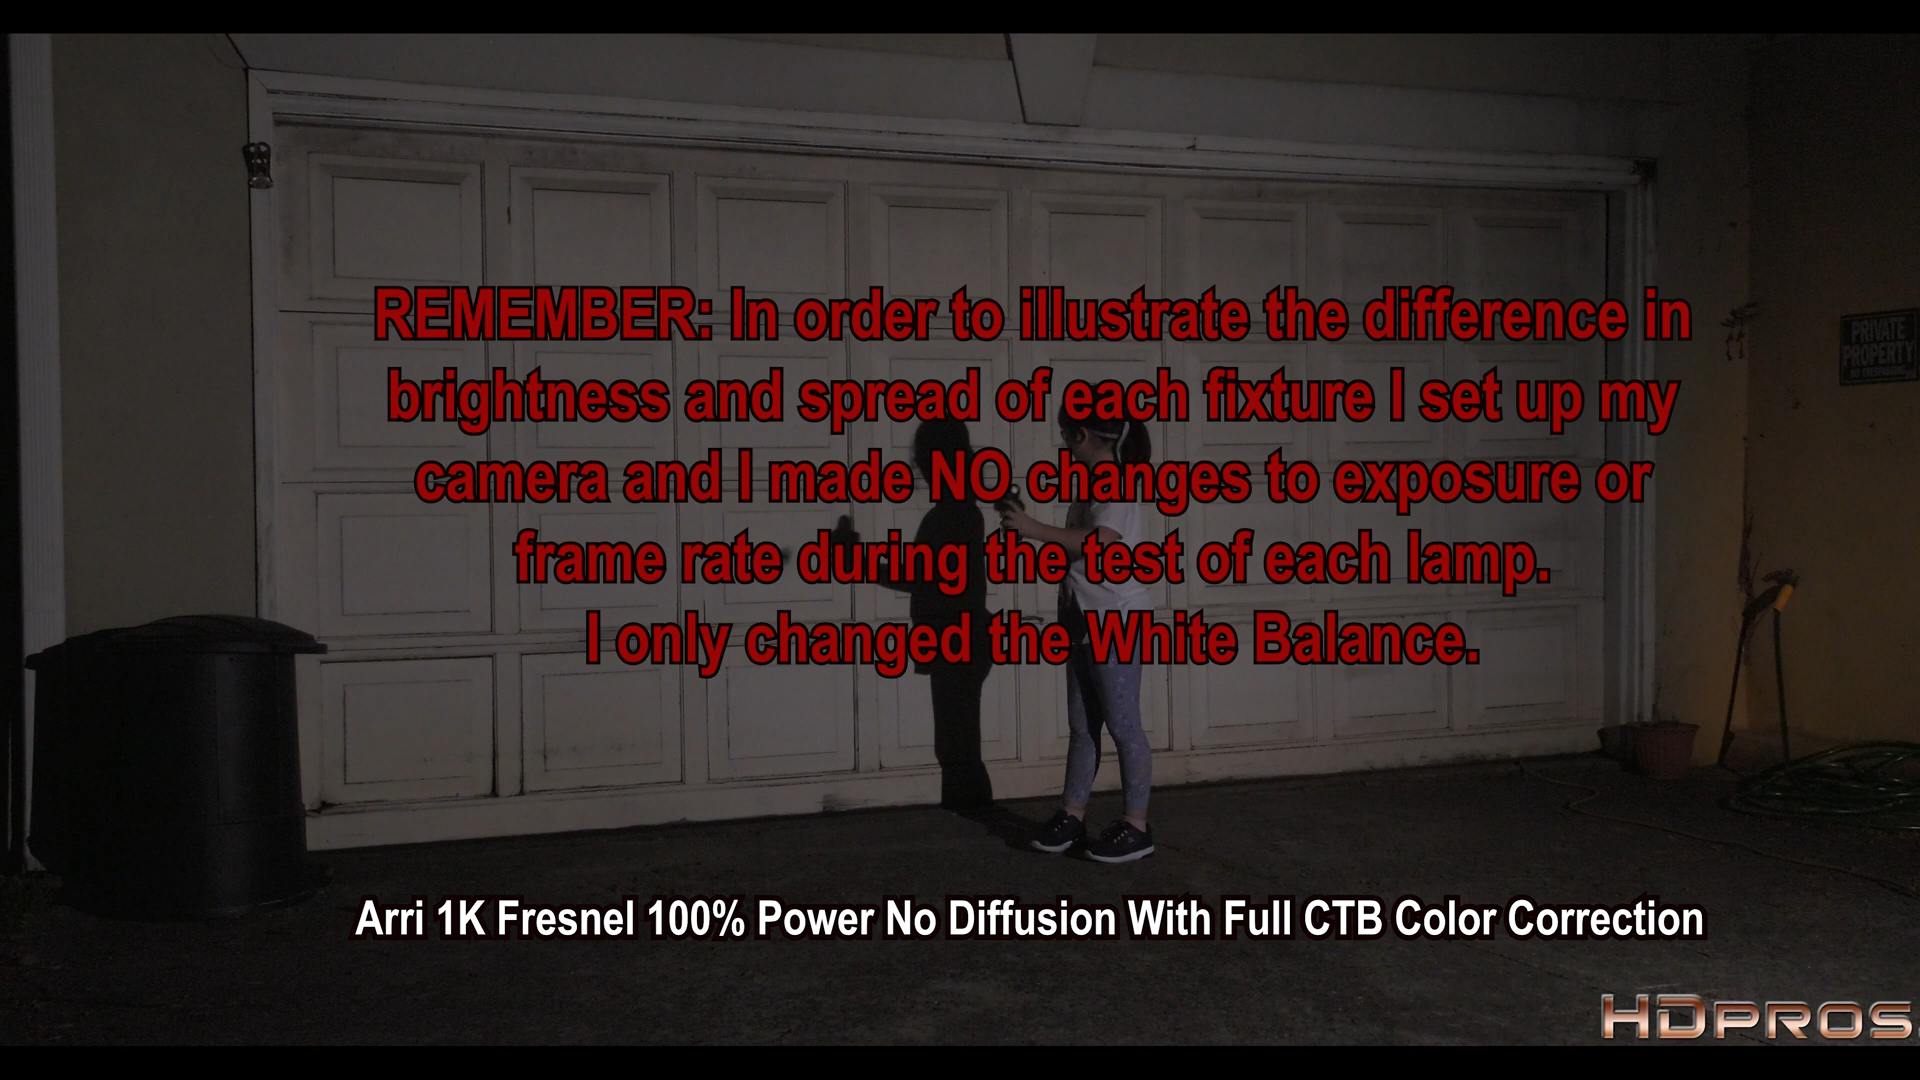 REMEMBER: In order to illustrate the difference in
brightness and spread of each fixture I set up my
camera and I made NO changes to exposure or
frame rate during the test of each lamp.
I only changed the White Balance.
PRIVATE
PROPERTY
NO TRESPASSING
Arri 1K Fresnel 100% Power No Diffusion With Full CTB Color Correction
HDPROS